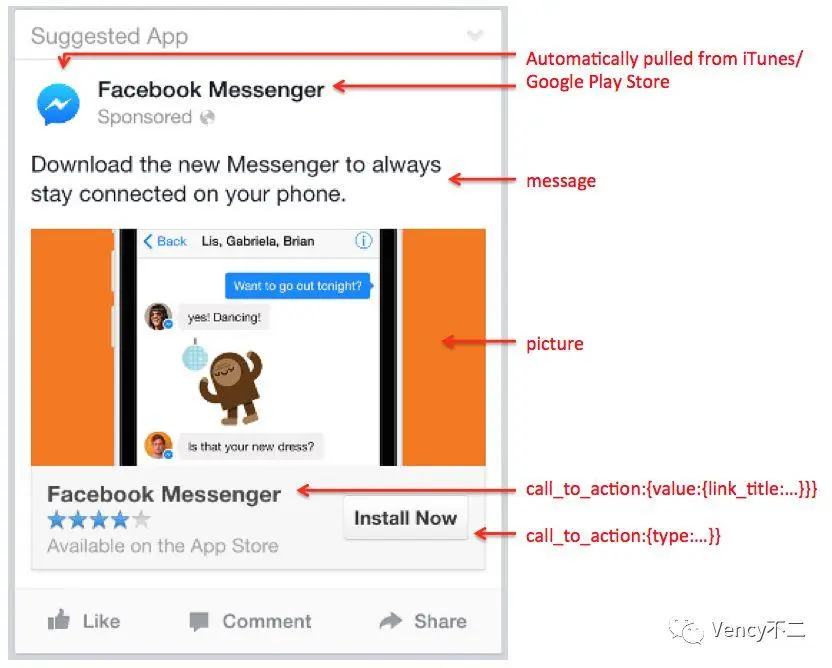 Suggested App
Automatically pulled from iTunes/
Google Play Store
Facebook Messenger
Sponsored
Download the new Messenger to always
stay connected on your phone.
message
Back Lis, Gabriela, Brian
Want to go out tonight?
yes! Dancing!
picture
Is that your new dress?
Facebook Messenger
call_to_action:{value:{link_title:...}}}
Install Now
call_to_action:{type:...}}
Available on the App Store
Like Comment Share
Vency不二